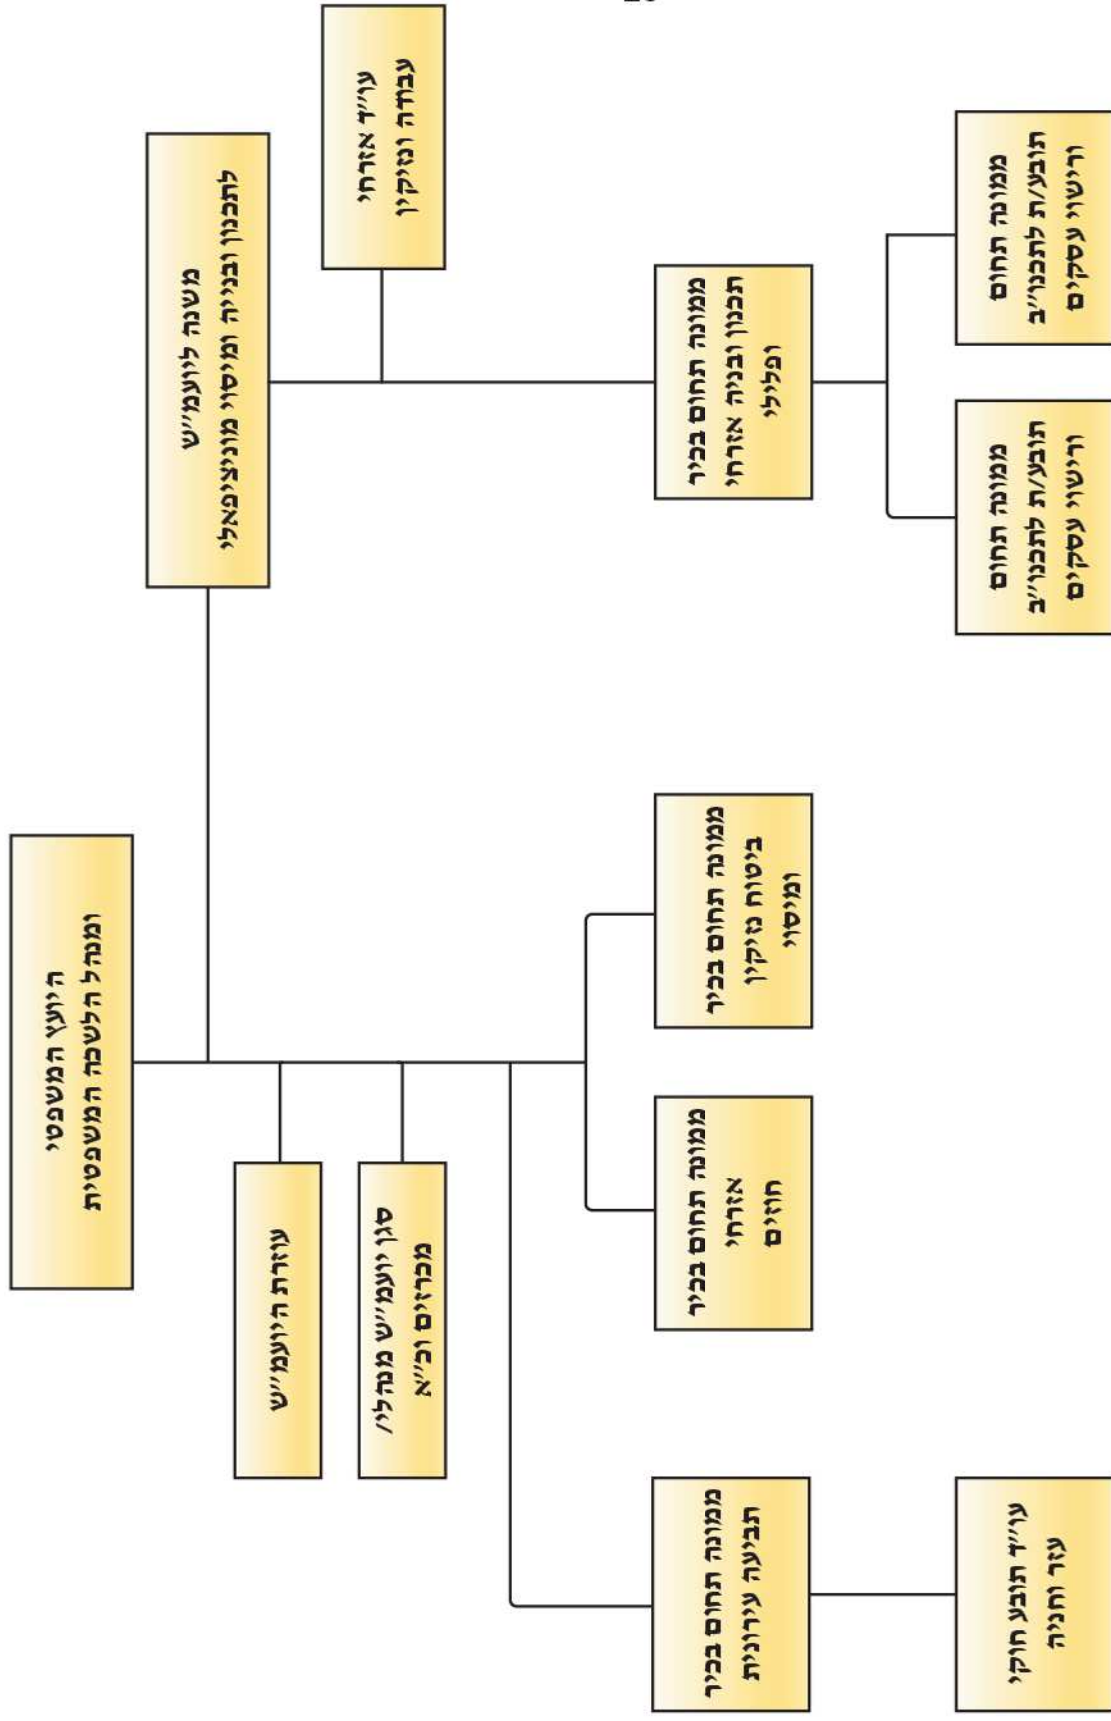 היועץ המשפטי
ומנהל הלשכה המשפטית
משנה ליועמ״ש
לתכנון ובנייה ומיסוי מוניציפאלי
עוזרת היועמ״ש
סגן יועמ״ש מנהלי/
מכרזים וכ״א
עו״ד אזרחי
עבודה ונזיקין
ממונה תחום בכיר
תכנון ובניה אזרחי
ופלילי
ממונה תחום בכיר
ביטוח נזיקין
ומיסוי
ממונה תחום בכיר
אזרחי
חוזים
ממונה תחום בכיר
תביעה עירונית
ממונה תחום
תובע/ת לתכנו״ב
ורישוי עסקים
ממונה תחום
תובע/ת לתכנו״ב
ורישוי עסקים
עו״ד תובע חוקי
עזר וחניה